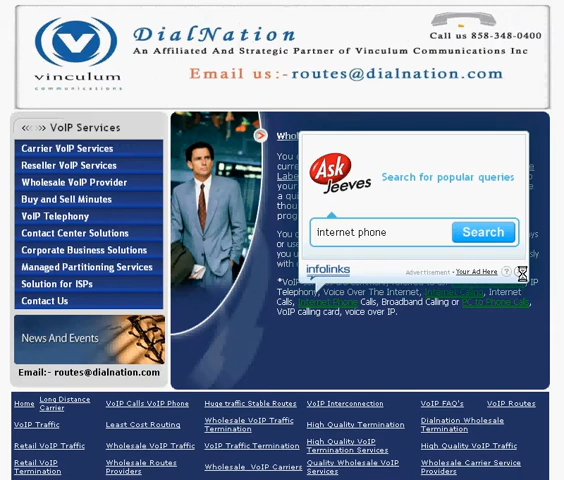 DialNation
Call us 858-348-0400
An Affiliated And Strategic Partner of Vinculum Communications Inc
vinculum
communications
Email us:-routes@dialnation.com
VoIP Services
Carrier VoIP Services
Reseller VoIP Services
Wholesale VoIP Provider
Buy and Sell Minutes
VoIP Telephony
Contact Center Solutions
Corporate Business Solutions
Managed Partitioning Services
Solution for ISPs
Contact Us
News And Events
Email:- routes@dialnation.com
Ask
Jeeves
Search for popular queries
internet phone
Search
infolinks
Advertisement • Your Ad Here
Telephony, Voice Over The Internet, Internet
Calls, Internet Phone Calls, Broadband Calling or PC to Phone Calls,
VoIP calling card, voice over IP.
Home
Long Distance Carrier
VoIP Calls VoIP Phone
Huge traffic Stable Routes
VoIP Interconnection
VoIP FAQ's
VoIP Routes
VoIP Traffic
Least Cost Routing
Wholesale VoIP Traffic Termination
High Quality Termination
Dialnation Wholesale Termination
Retail VoIP Traffic
Wholesale VoIP Traffic
VoIP Traffic Termination
High Quality VoIP Termination Services
High Quality VoIP Traffic
Retail VoIP Termination
Wholesale Routes Providers
Wholesale VoIP Carriers
Quality Wholesale VoIP Services
Wholesale Carrier Service Providers